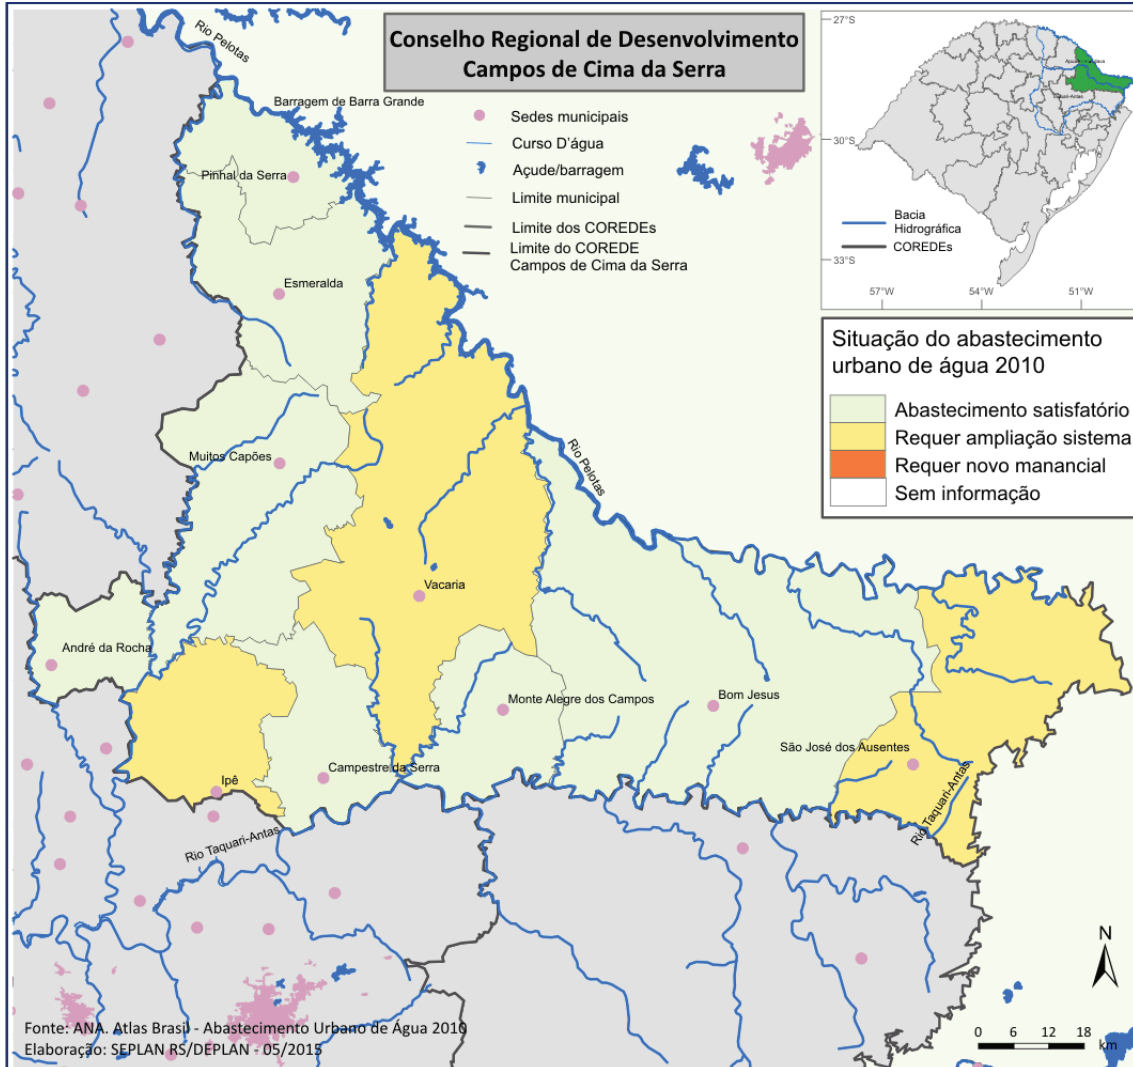 Conselho Regional de Desenvolvimento
Campos de Cima da Serra
Rio Pelotas
Barragem de Barra Grande
Sedes municipais
Curso D'água
Açude/barragem
Limite municipal
Limite dos COREDEs
Limite do COREDE
Campos de Cima da Serra
27°S
30°S
33°S
57°W
54°W
51°W
Bacia
Hidrográfica
COREDEs
Situação do abastecimento
urbano de água 2010
Abastecimento satisfatório
Requer ampliação sistema
Requer novo manancial
Sem informação
Pinhal da Serra
Esmeralda
Muitos Capões
Rio Pelotas
Vacaria
André da Rocha
Monte Alegre dos Campos
Bom Jesus
São José dos Ausentes
Ipê
Campestre da Serra
Rio Taquari-Antas
Rio Taquari-Antas
N
0 6 12 18
km
Fonte: ANA. Atlas Brasil - Abastecimento Urbano de Água 2010
Elaboração: SEPLAN RS/DEPLAN - 05/2015